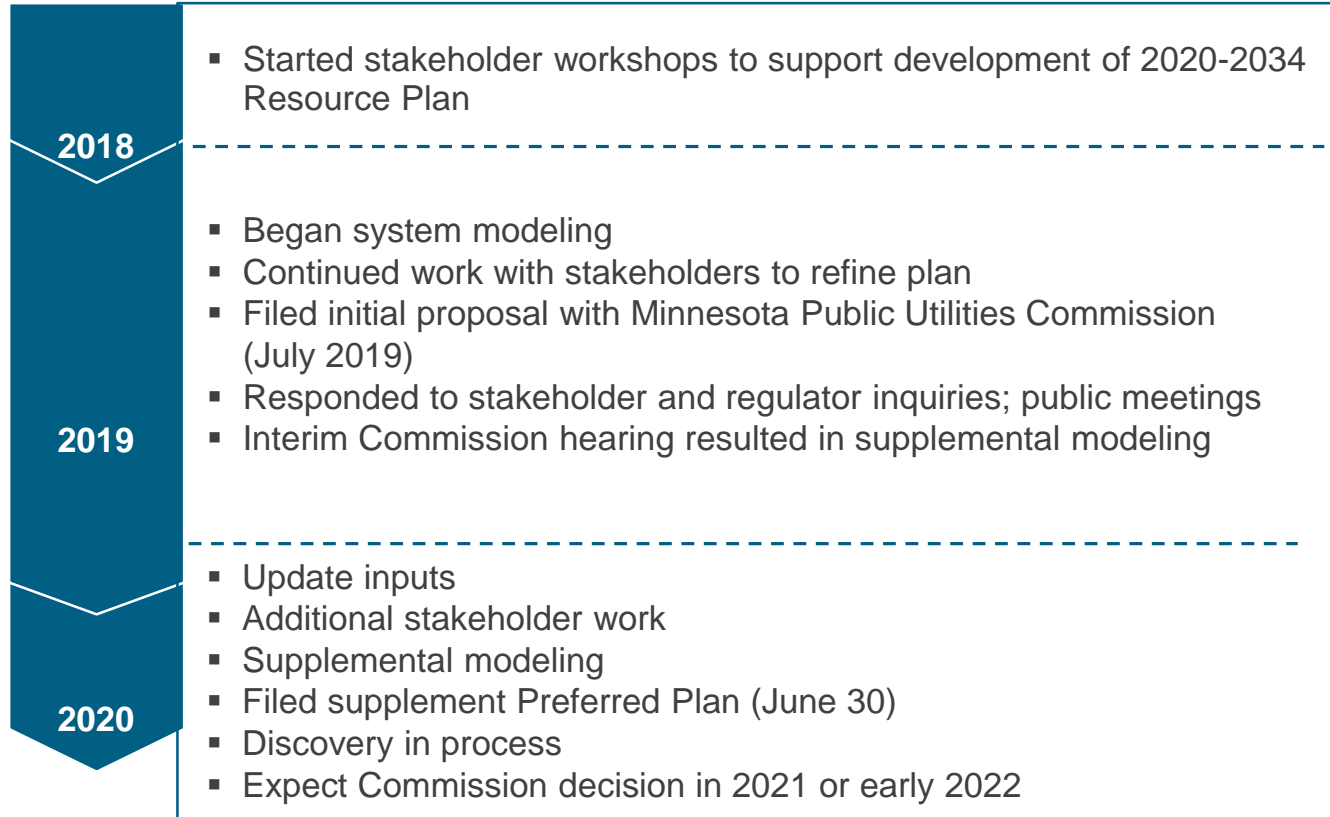 2018
▪ Started stakeholder workshops to support development of 2020-2034
Resource Plan
2019
▪ Began system modeling
▪ Continued work with stakeholders to refine plan
▪ Filed initial proposal with Minnesota Public Utilities Commission
(July 2019)
▪ Responded to stakeholder and regulator inquiries; public meetings
▪ Interim Commission hearing resulted in supplemental modeling
2020
▪ Update inputs
▪ Additional stakeholder work
▪ Supplemental modeling
▪ Filed supplement Preferred Plan (June 30)
▪ Discovery in process
▪ Expect Commission decision in 2021 or early 2022